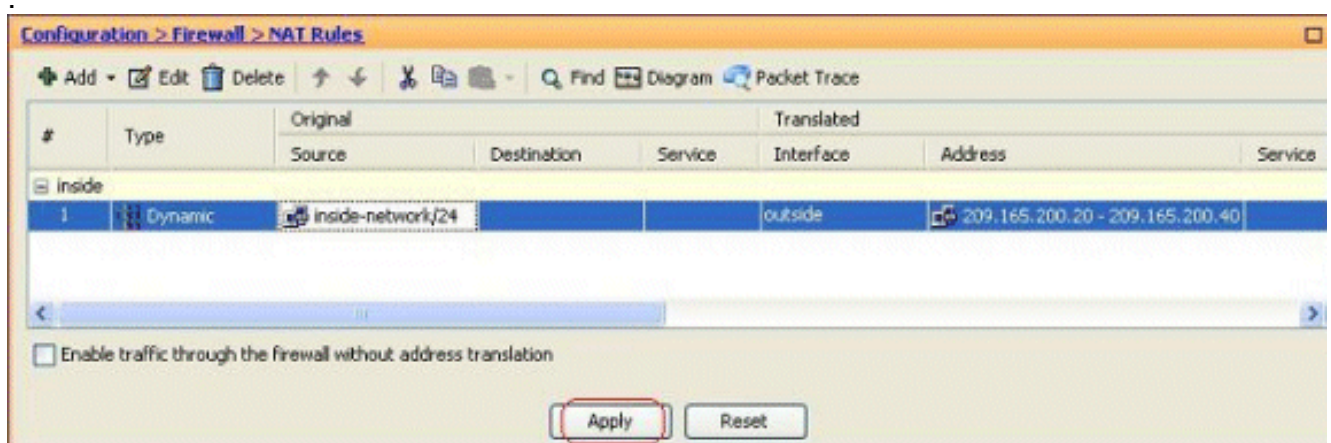 :
Configuration > Firewall > NAT Rules
Add Edit Delete Find Diagram Packet Trace
# Type Original Translated
Source Destination Service Interface Address Service
inside
1 Dynamic inside-network/24 outside 209.165.200.20 - 209.165.200.40
Enable traffic through the firewall without address translation
Apply Reset